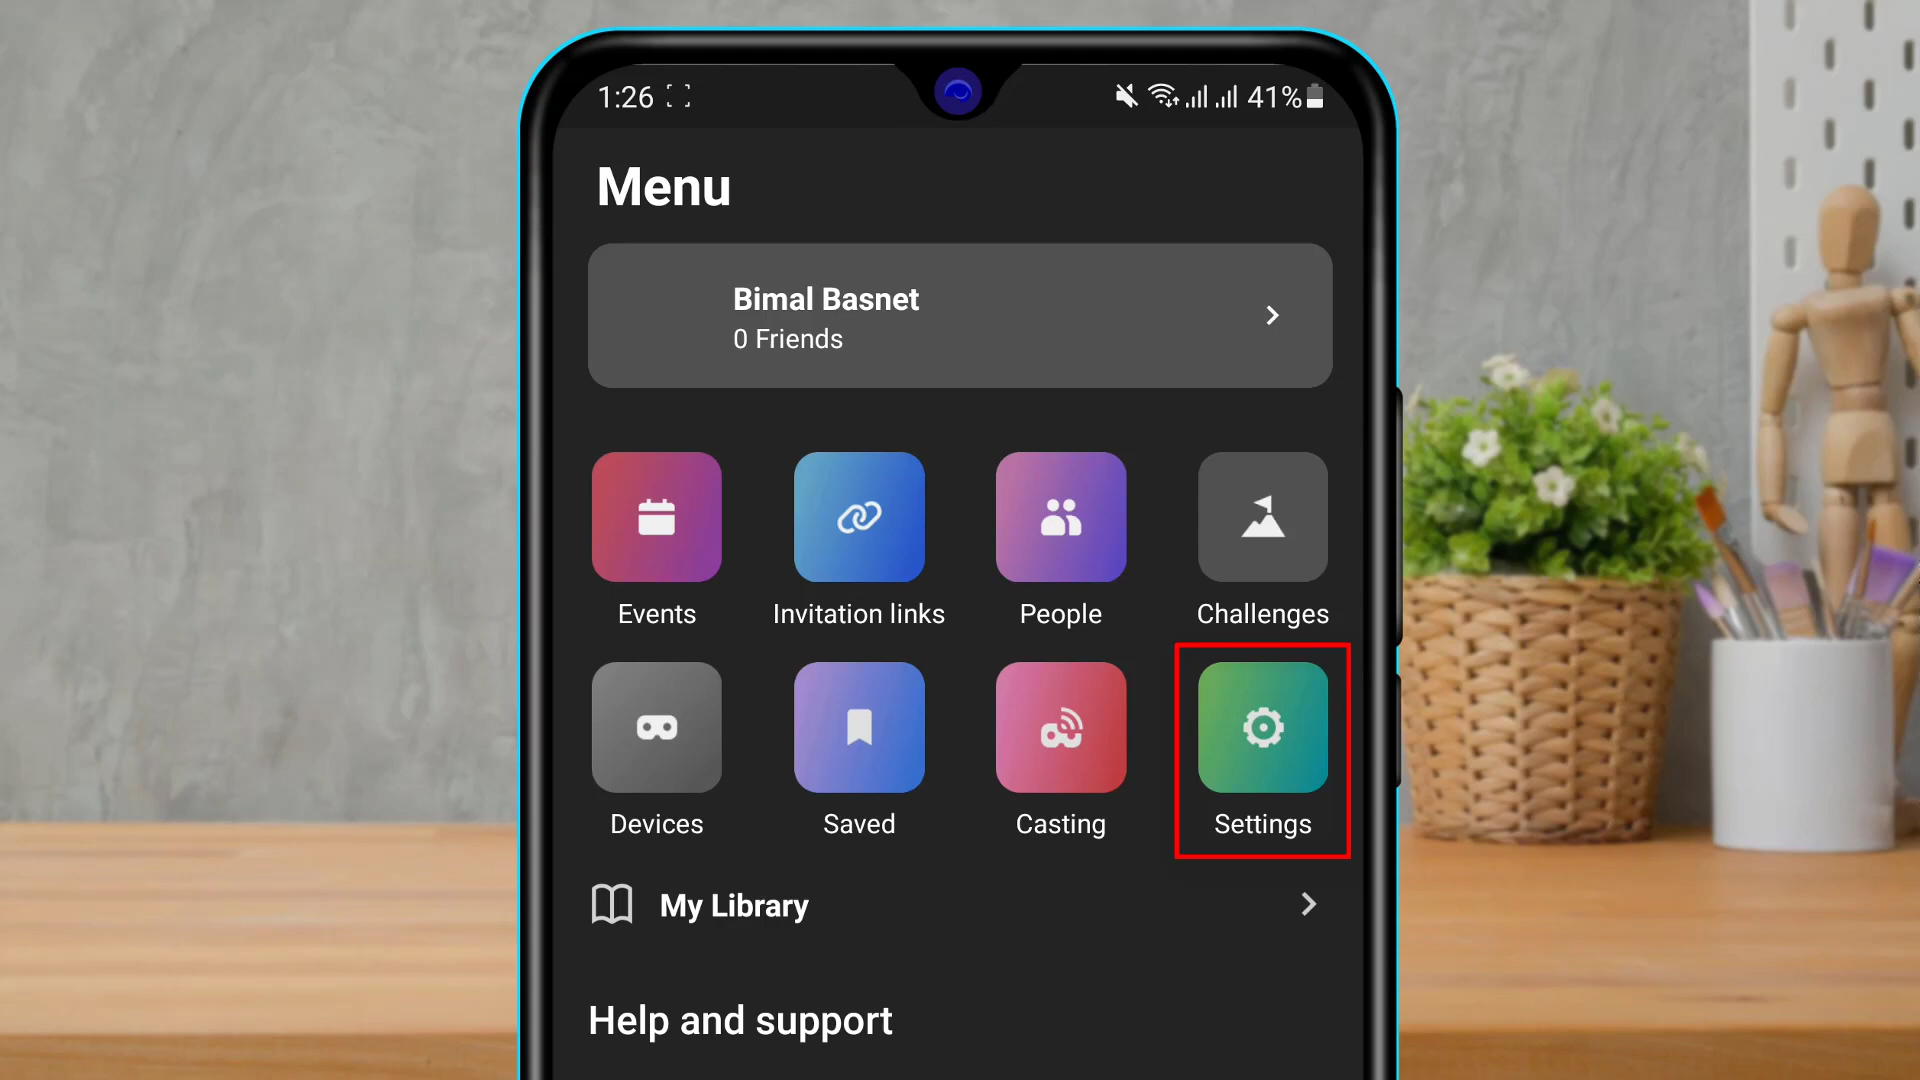 1:26 41%
Menu
Bimal Basnet
0 Friends
Events Invitation links People Challenges
Devices Saved Casting Settings
My Library
Help and support